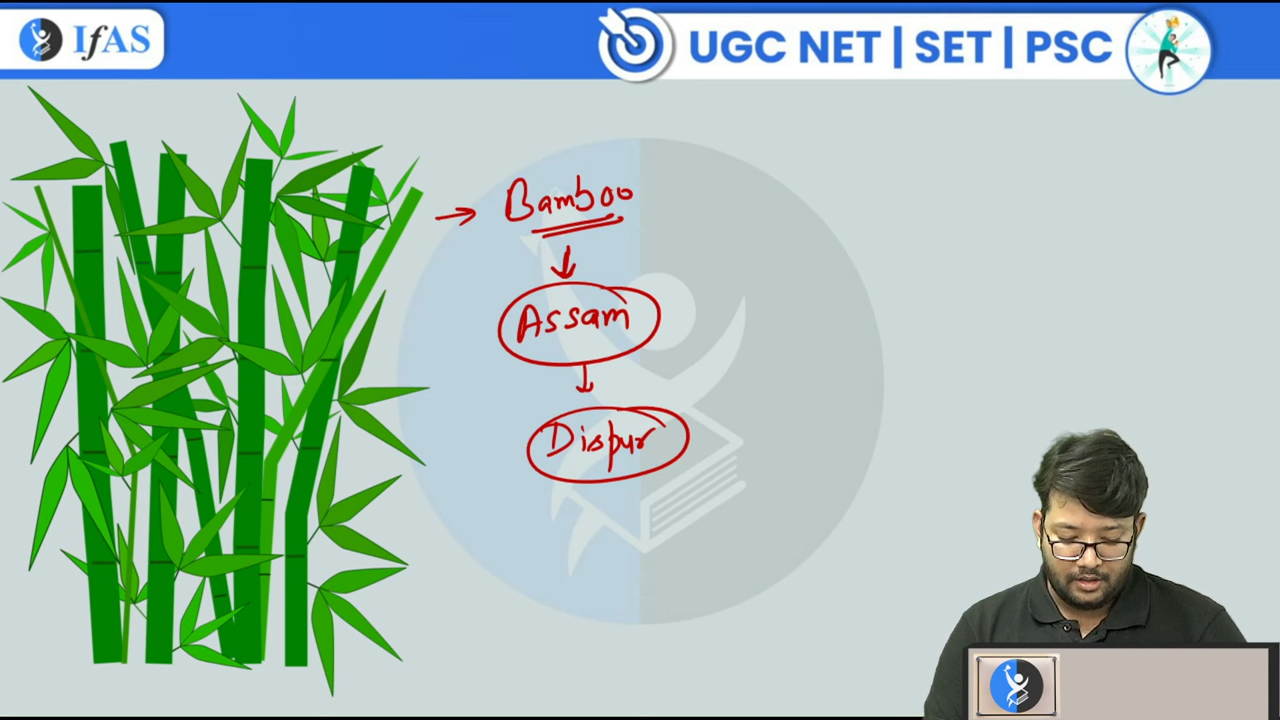 IfAS
UGC NET | SET | PSC
→ Bamboo
↓
Assam
↓
Dispur